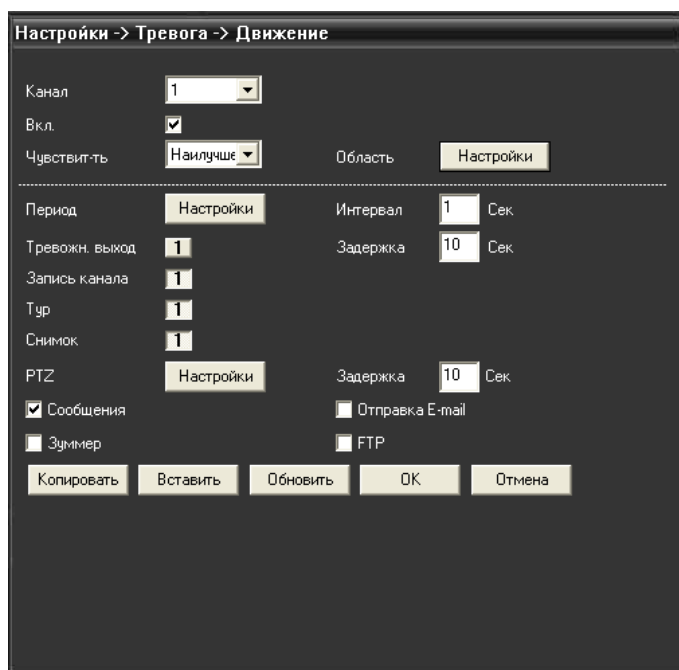 Настройки -> Тревога -> Движение
Канал 1
Вкл.
Чувствит-ть Наилучше Область Настройки
Период Настройки Интервал 1 Сек
Тревожн. выход 1 Задержка 10 Сек
Запись канала 1
Тур 1
Снимок 1
PTZ Настройки Задержка 10 Сек
Сообщения Отправка E-mail
Зуммер FTP
Копировать Вставить Обновить OK Отмена